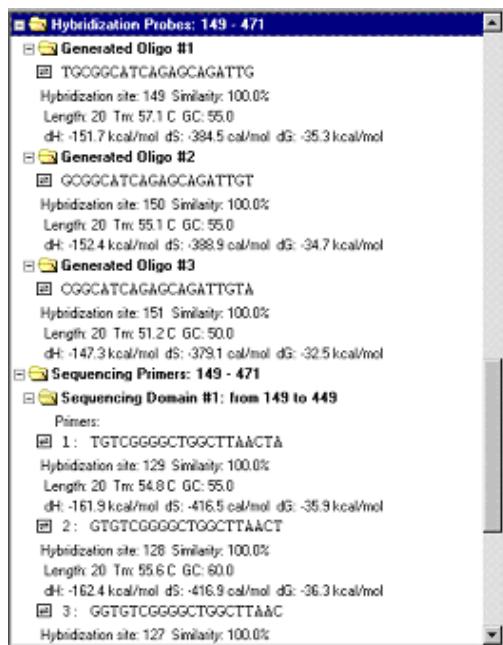 Hybridization Probes: 149 - 471
Generated Oligo #1
TGCGGCATCAGAGCAGATTG
Hybridization site: 149 Similarity: 100.0%
Length: 20 Tm: 57.1 C GC: 55.0
dH: -151.7 kcal/mol dS: -384.5 cal/mol dG: -35.3 kcal/mol
Generated Oligo #2
GCGGCATCAGAGCAGATTGT
Hybridization site: 150 Similarity: 100.0%
Length: 20 Tm: 55.1 C GC: 55.0
dH: -152.4 kcal/mol dS: -388.9 cal/mol dG: -34.7 kcal/mol
Generated Oligo #3
CGGCATCAGAGCAGATTGTA
Hybridization site: 151 Similarity: 100.0%
Length: 20 Tm: 51.2 C GC: 50.0
dH: -147.3 kcal/mol dS: -379.1 cal/mol dG: -32.5 kcal/mol
Sequencing Primers: 149 - 471
Sequencing Domain #1: from 149 to 449
Primers:
1: TGTCGGGGCTGGCTTAACTA
Hybridization site: 129 Similarity: 100.0%
Length: 20 Tm: 54.8 C GC: 55.0
dH: -161.9 kcal/mol dS: -416.5 cal/mol dG: -35.9 kcal/mol
2: GTGTCGGGGCTGGCTTAACT
Hybridization site: 128 Similarity: 100.0%
Length: 20 Tm: 55.6 C GC: 60.0
dH: -162.4 kcal/mol dS: -416.9 cal/mol dG: -36.3 kcal/mol
3: GGTGTCGGGGCTGGCTTAAC
Hybridization site: 127 Similarity: 100.0%